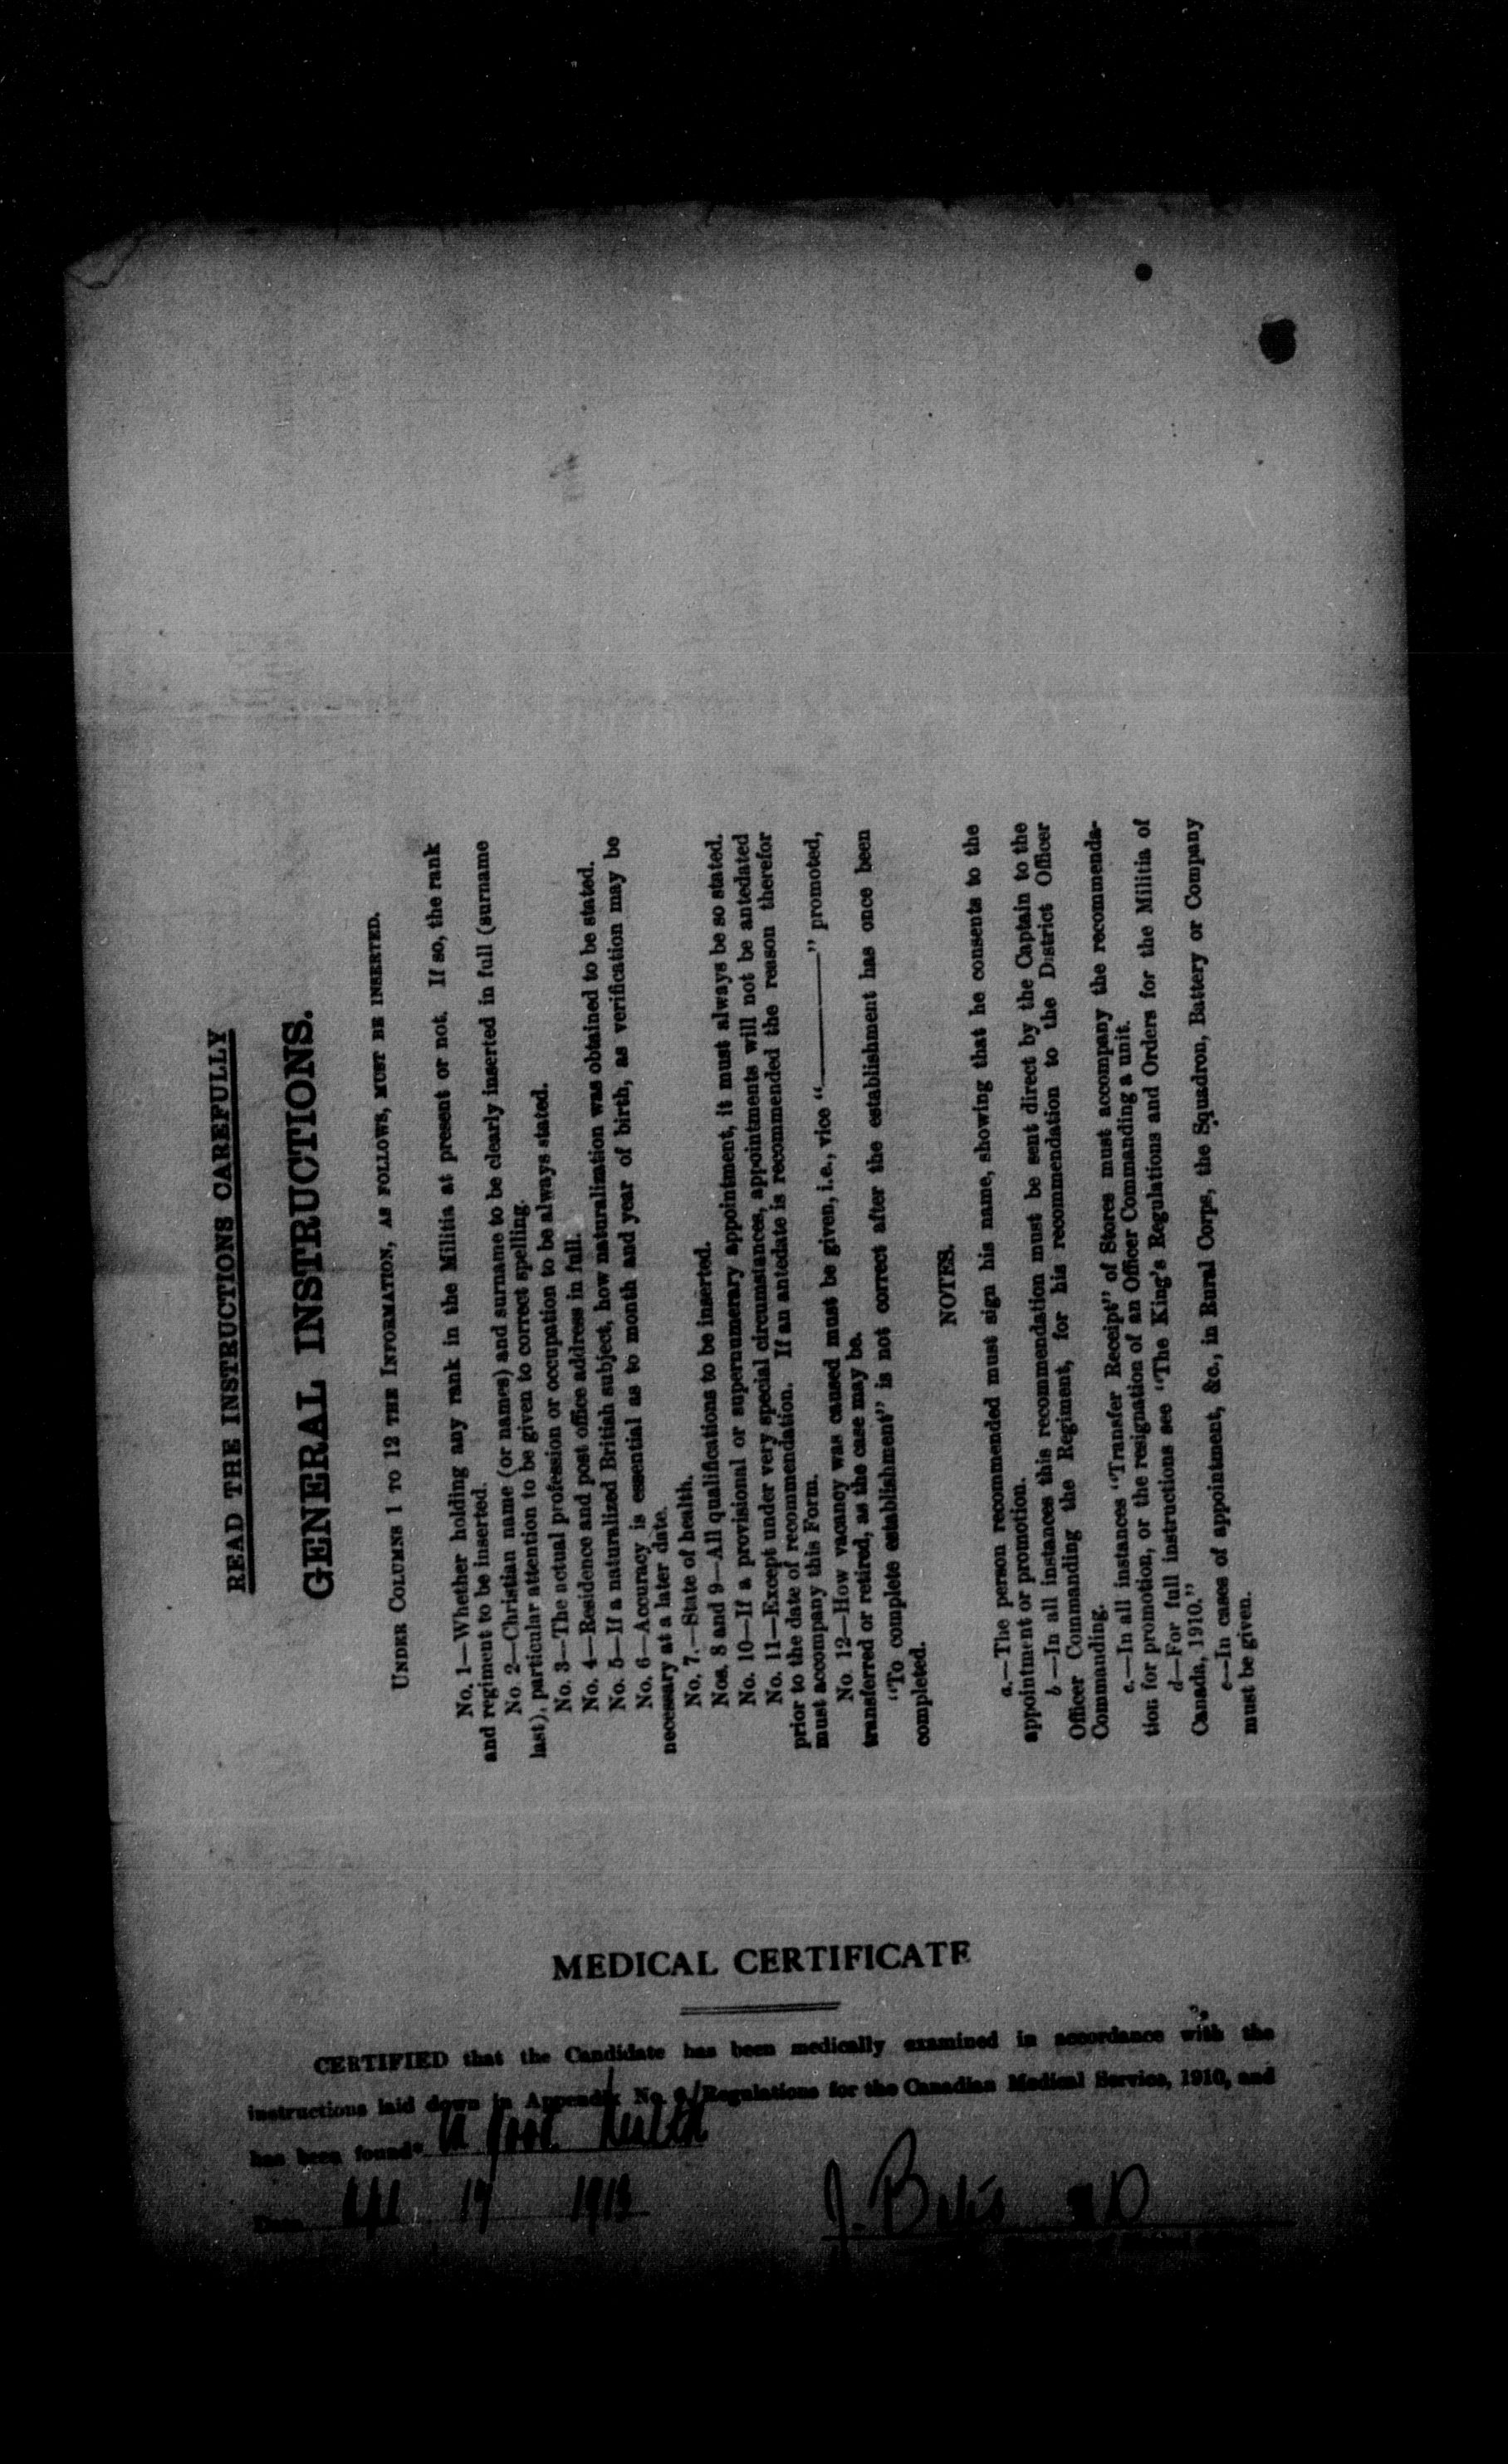 READ THE INSTRUCTIONS CAREFULLY
GENERAL INSTRUCTIONS.
UNDER COLUMNS 1 TO 12 THE INFORMATION, AS FOLLOWS, MUST BE INSERTED.
No. 1—Whether holding any rank in the Militia at present or not. If so, the rank
and regiment to be inserted.
No. 2—Christian name (or names) and surname to be clearly inserted in full (surname
last), particular attention to be given to correct spelling.
No. 3—The actual profession or occupation to be always stated.
No. 4—Residence and post office address in full.
No. 5—If a naturalized British subject, how naturalization was obtained to be stated.
No. 6—Accuracy is essential as to month and year of birth, as verification may be
necessary at a later date.
No. 7.—State of health.
Nos. 8 and 9—All qualifications to be inserted.
No. 10—If a provisional or supernumerary appointment, it must always be so stated.
No. 11—Except under very special circumstances, appointments will not be antedated
prior to the date of recommendation. If an antedate is recommended the reason therefor
must accompany this Form.
No. 12—How vacancy was caused must be given, i.e., vice "————" promoted,
transferred or retired, as the case may be.
"To complete establishment" is not correct after the establishment has once been
completed.
NOTES.
a.—The person recommended must sign his name, showing that he consents to the
appointment or promotion.
b—In all instances this recommendation must be sent direct by the Captain to the
Officer Commanding the Regiment, for his recommendation to the District Officer
Commanding.
c.—In all instances "Transfer Receipt" of Stores must accompany the recommenda-
tion for promotion, or the resignation of an Officer Commanding a unit.
d—For full instructions see "The King's Regulations and Orders for the Militia of
Canada, 1910."
e—In cases of appointment, &c., in Rural Corps, the Squadron, Battery or Company
must be given.
MEDICAL CERTIFICATE
CERTIFIED that the Candidate has been medically examined in accordance with the
instructions laid down in Appendix No. Regulations for the Canadian Medical Service, 1910, and
has been found*
Date 19
J.